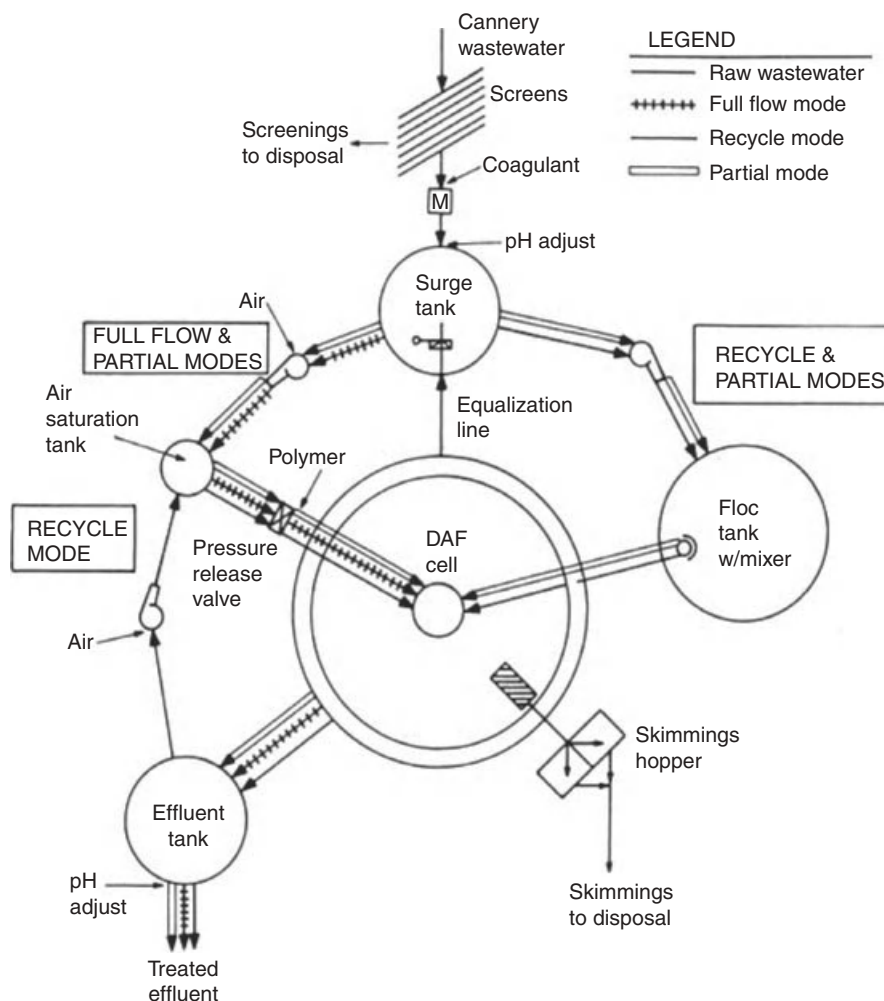 Cannery
wastewater
LEGEND
Raw wastewater
Full flow mode
Recycle mode
Partial mode
Screens
Screenings
to disposal
Coagulant
M
pH adjust
Surge
tank
Air
FULL FLOW &
PARTIAL MODES
RECYCLE &
PARTIAL MODES
Air
saturation
tank
Equalization
line
Polymer
RECYCLE
MODE
Pressure
release
valve
DAF
cell
Floc
tank
w/mixer
Air
Skimmings
hopper
Effluent
tank
pH
adjust
Skimmings
to disposal
Treated
effluent